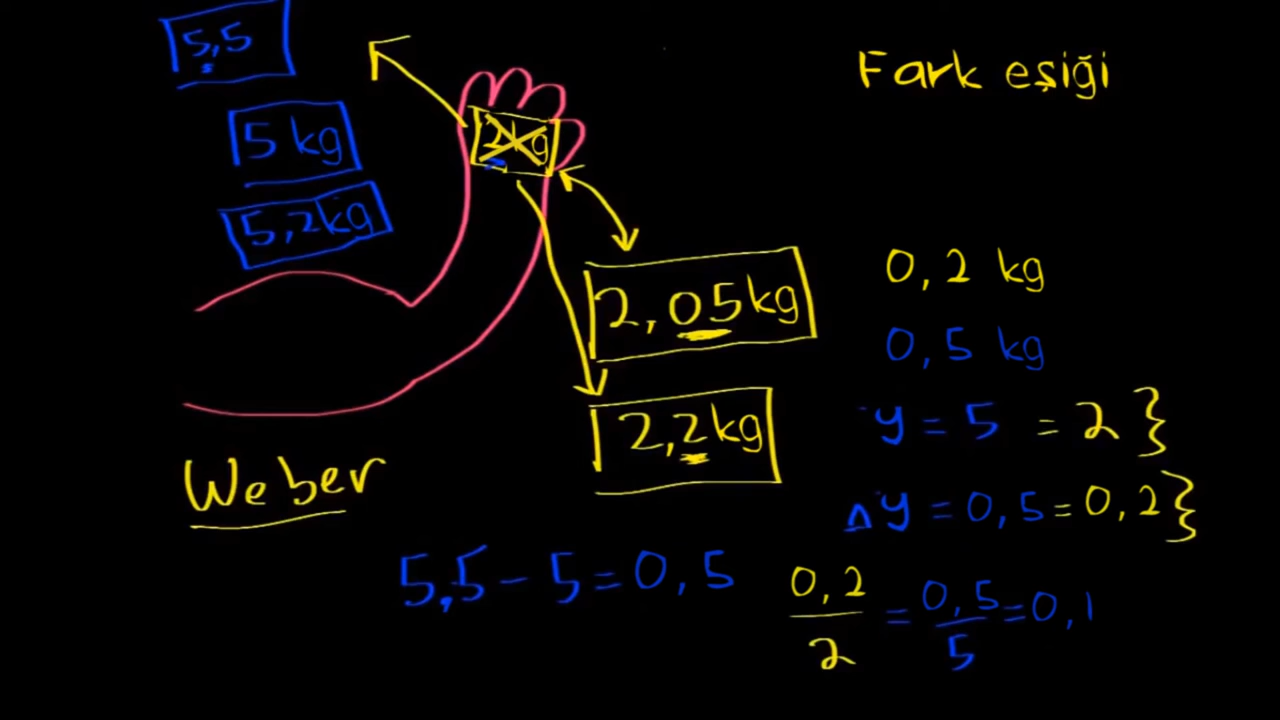 5,5
Fark eşiği
5 kg
2 kg
5,2kg
0,2 kg
2,05kg
0,5 kg
2,2kg
y = 5 = 2 }
Weber
Δy = 0,5 = 0,2 }
5,5 - 5 = 0,5
0,2/2 = 0,5/5 = 0,1